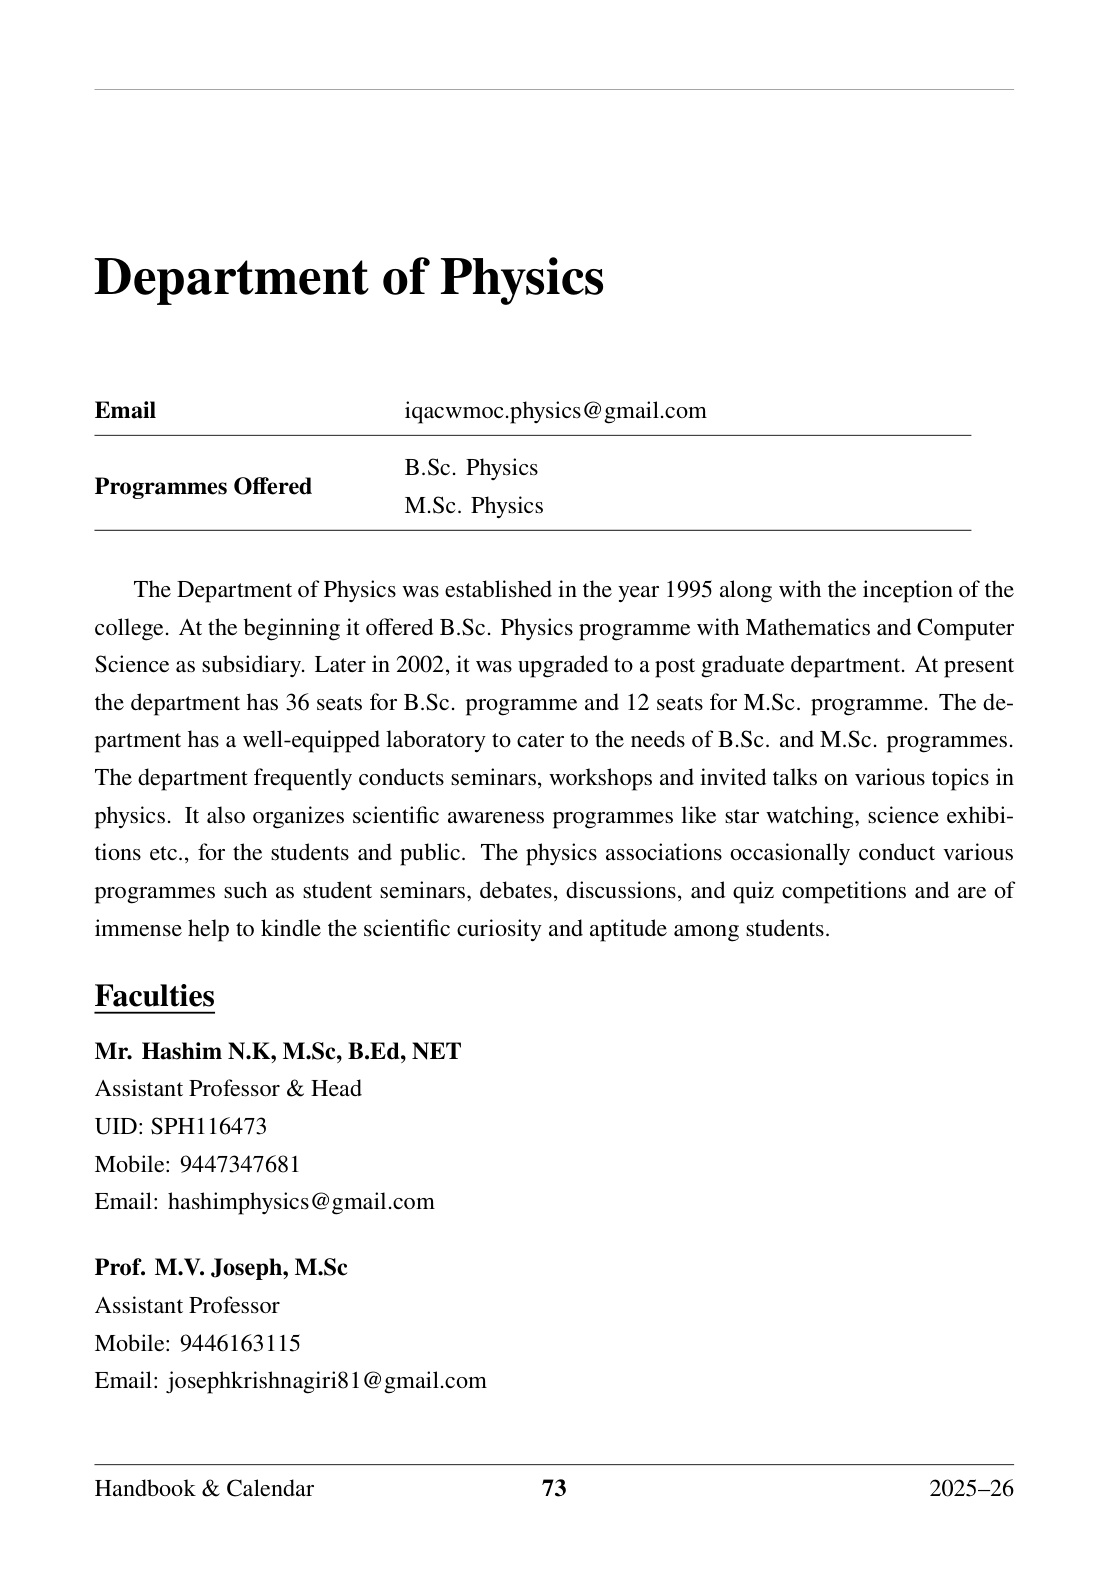 Department of Physics
Email iqacwmoc.physics@gmail.com
Programmes Offered
B.Sc. Physics
M.Sc. Physics
The Department of Physics was established in the year 1995 along with the inception of the
college. At the beginning it offered B.Sc. Physics programme with Mathematics and Computer
Science as subsidiary. Later in 2002, it was upgraded to a post graduate department. At present
the department has 36 seats for B.Sc. programme and 12 seats for M.Sc. programme. The de-
partment has a well-equipped laboratory to cater to the needs of B.Sc. and M.Sc. programmes.
The department frequently conducts seminars, workshops and invited talks on various topics in
physics. It also organizes scientific awareness programmes like star watching, science exhibi-
tions etc., for the students and public. The physics associations occasionally conduct various
programmes such as student seminars, debates, discussions, and quiz competitions and are of
immense help to kindle the scientific curiosity and aptitude among students.
Faculties
Mr. Hashim N.K, M.Sc, B.Ed, NET
Assistant Professor & Head
UID: SPH116473
Mobile: 9447347681
Email: hashimphysics@gmail.com
Prof. M.V. Joseph, M.Sc
Assistant Professor
Mobile: 9446163115
Email: josephkrishnagiri81@gmail.com
Handbook & Calendar 73 2025–26